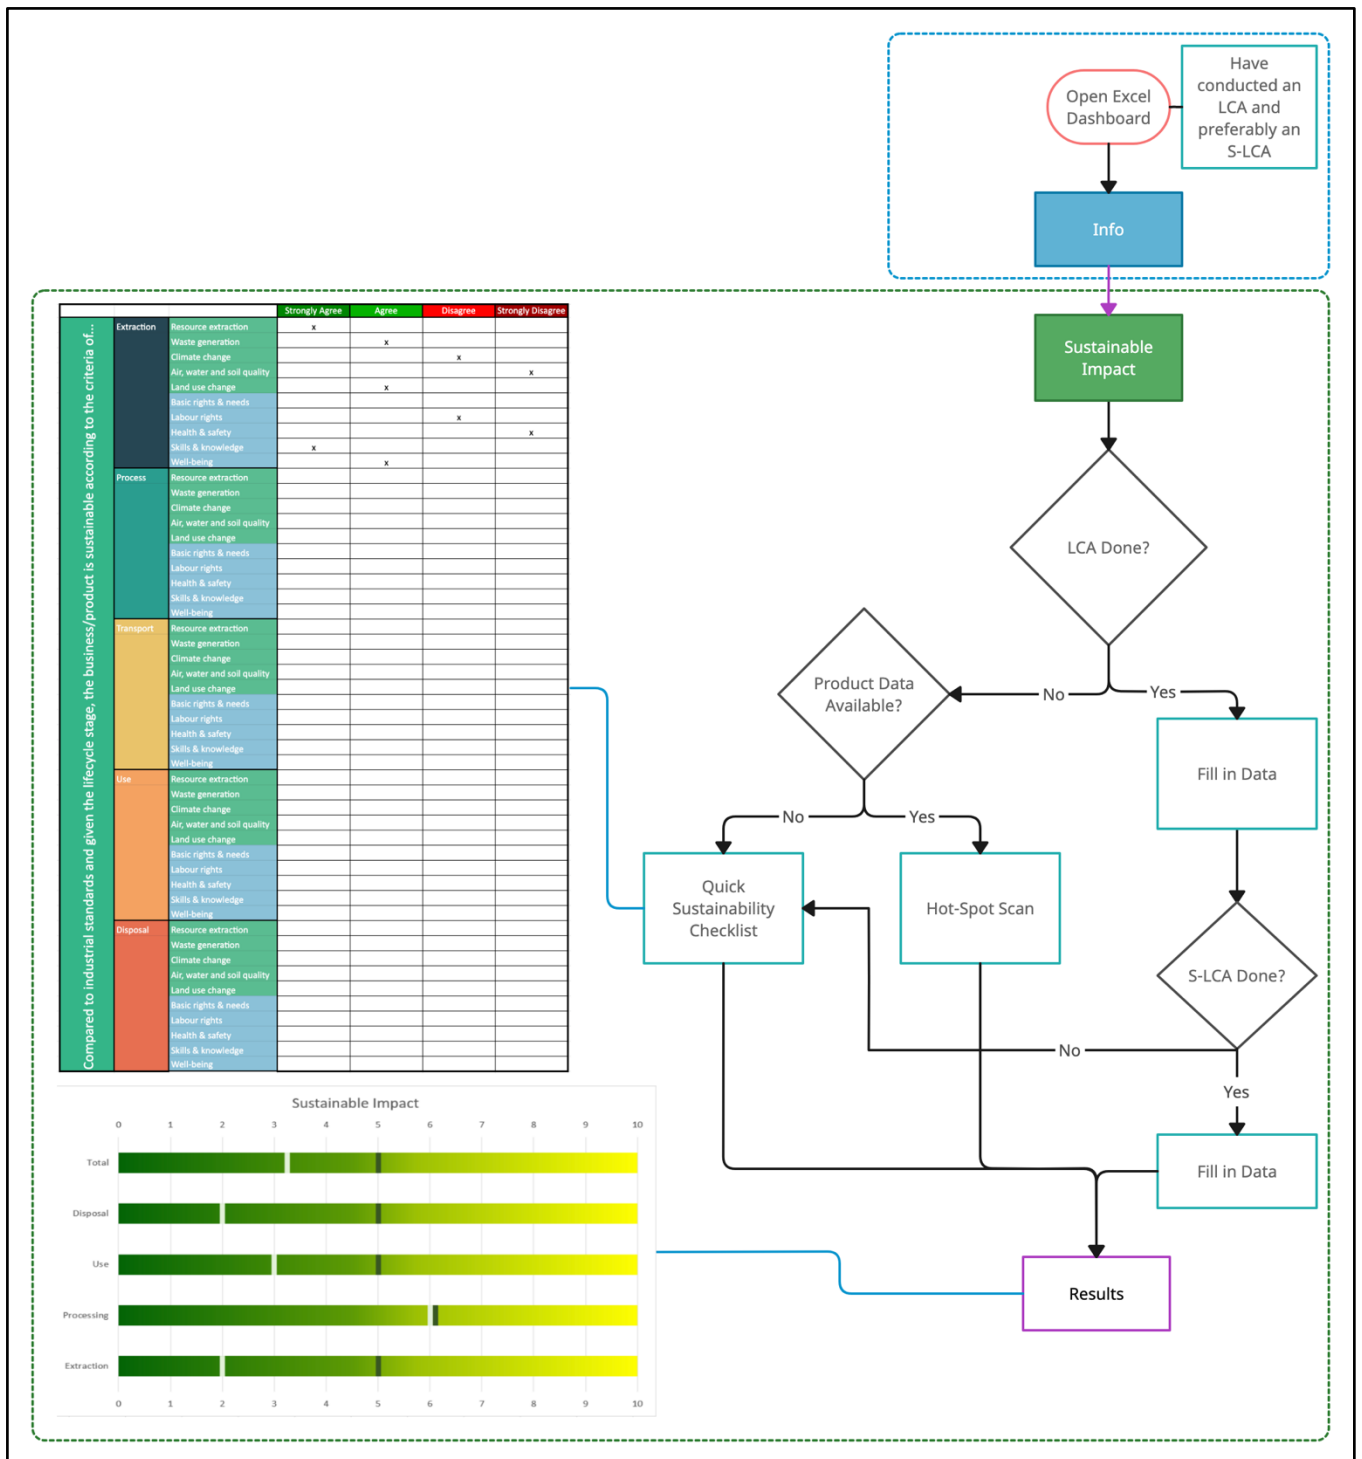 Open Excel
Dashboard
Have
conducted an
LCA and
preferably an
S-LCA
Info
Sustainable
Impact
LCA Done?
No
Yes
Product Data
Available?
Fill in Data
No
Yes
Quick
Sustainability
Checklist
Hot-Spot Scan
S-LCA Done?
No
Yes
Fill in Data
Results
Strongly Agree Agree Disagree Strongly Disagree
Compared to industrial standards and given the lifecycle stage, the business/product is sustainable according to the criteria of...
Extraction Resource extraction x
Waste generation x
Climate change x
Air, water and soil quality x
Land use change x
Basic rights & needs
Labour rights x
Health & safety x
Skills & knowledge x
Well-being x
Process Resource extraction
Waste generation
Climate change
Air, water and soil quality
Land use change
Basic rights & needs
Labour rights
Health & safety
Skills & knowledge
Well-being
Transport Resource extraction
Waste generation
Climate change
Air, water and soil quality
Land use change
Basic rights & needs
Labour rights
Health & safety
Skills & knowledge
Well-being
Use Resource extraction
Waste generation
Climate change
Air, water and soil quality
Land use change
Basic rights & needs
Labour rights
Health & safety
Skills & knowledge
Well-being
Disposal Resource extraction
Waste generation
Climate change
Air, water and soil quality
Land use change
Basic rights & needs
Labour rights
Health & safety
Skills & knowledge
Well-being
Sustainable Impact
0 1 2 3 4 5 6 7 8 9 10
Total
Disposal
Use
Processing
Extraction
0 1 2 3 4 5 6 7 8 9 10